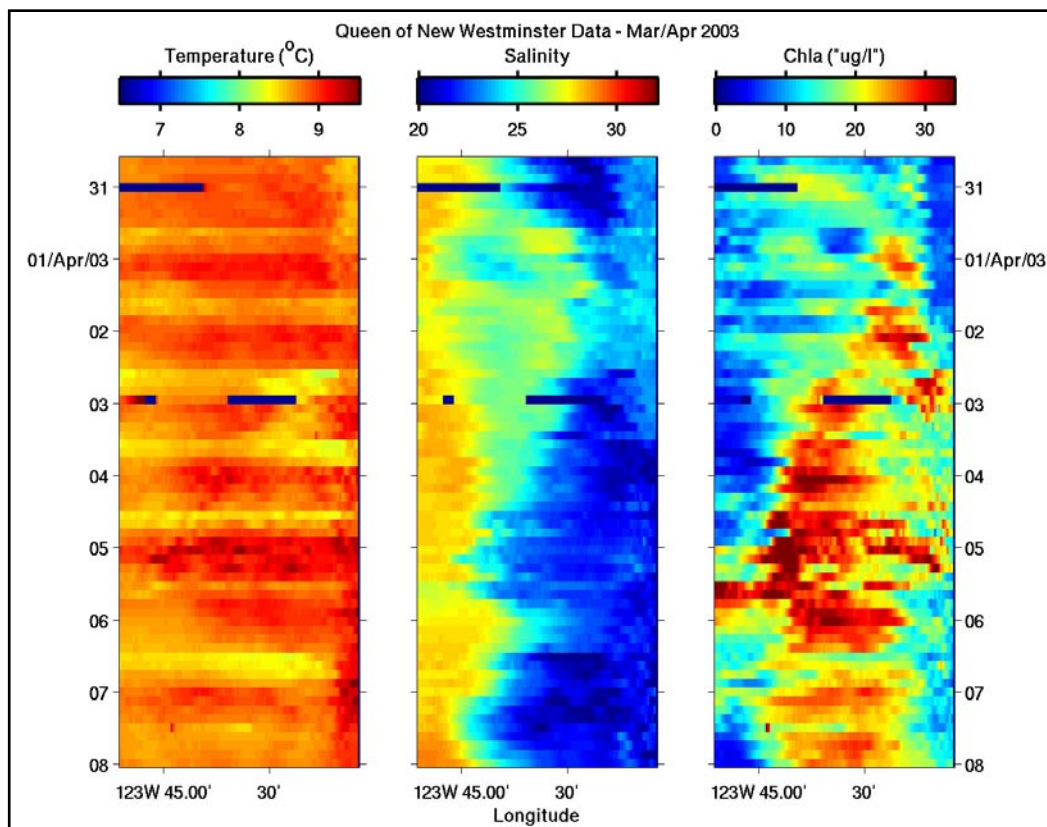 Queen of New Westminster Data - Mar/Apr 2003
Temperature (°C)
Salinity
Chla ("ug/l")
7 8 9
20 25 30
0 10 20 30
31
01/Apr/03
02
03
04
05
06
07
08
31
01/Apr/03
02
03
04
05
06
07
08
123W 45.00' 30'
123W 45.00' 30'
123W 45.00' 30'
Longitude